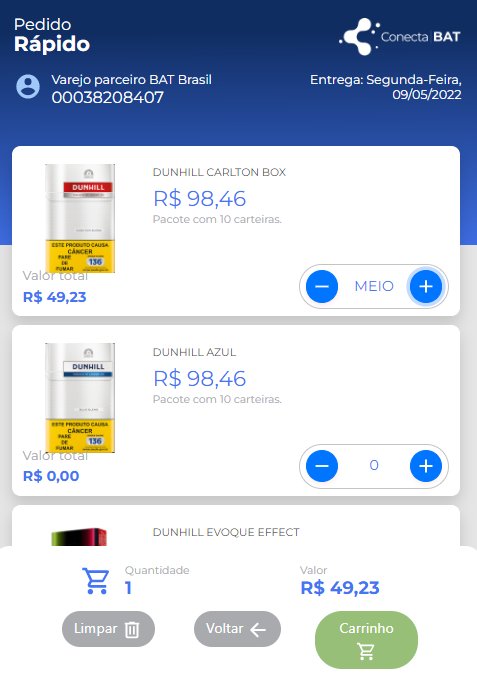 Pedido
Rápido
Conecta BAT
Varejo parceiro BAT Brasil
00038208407
Entrega: Segunda-Feira,
09/05/2022
DUNHILL CARLTON BOX
R$ 98,46
Pacote com 10 carteiras.
DUNHILL
ESTE PRODUTO CAUSA
CÂNCER
PARE
DE
FUMAR
136
Valor total
R$ 49,23
MEIO
DUNHILL AZUL
R$ 98,46
Pacote com 10 carteiras.
DUNHILL
ESTE PRODUTO CAUSA
CÂNCER
PARE
DE
FUMAR
136
Valor total
R$ 0,00
0
DUNHILL EVOQUE EFFECT
Quantidade
1
Valor
R$ 49,23
Limpar
Voltar
Carrinho